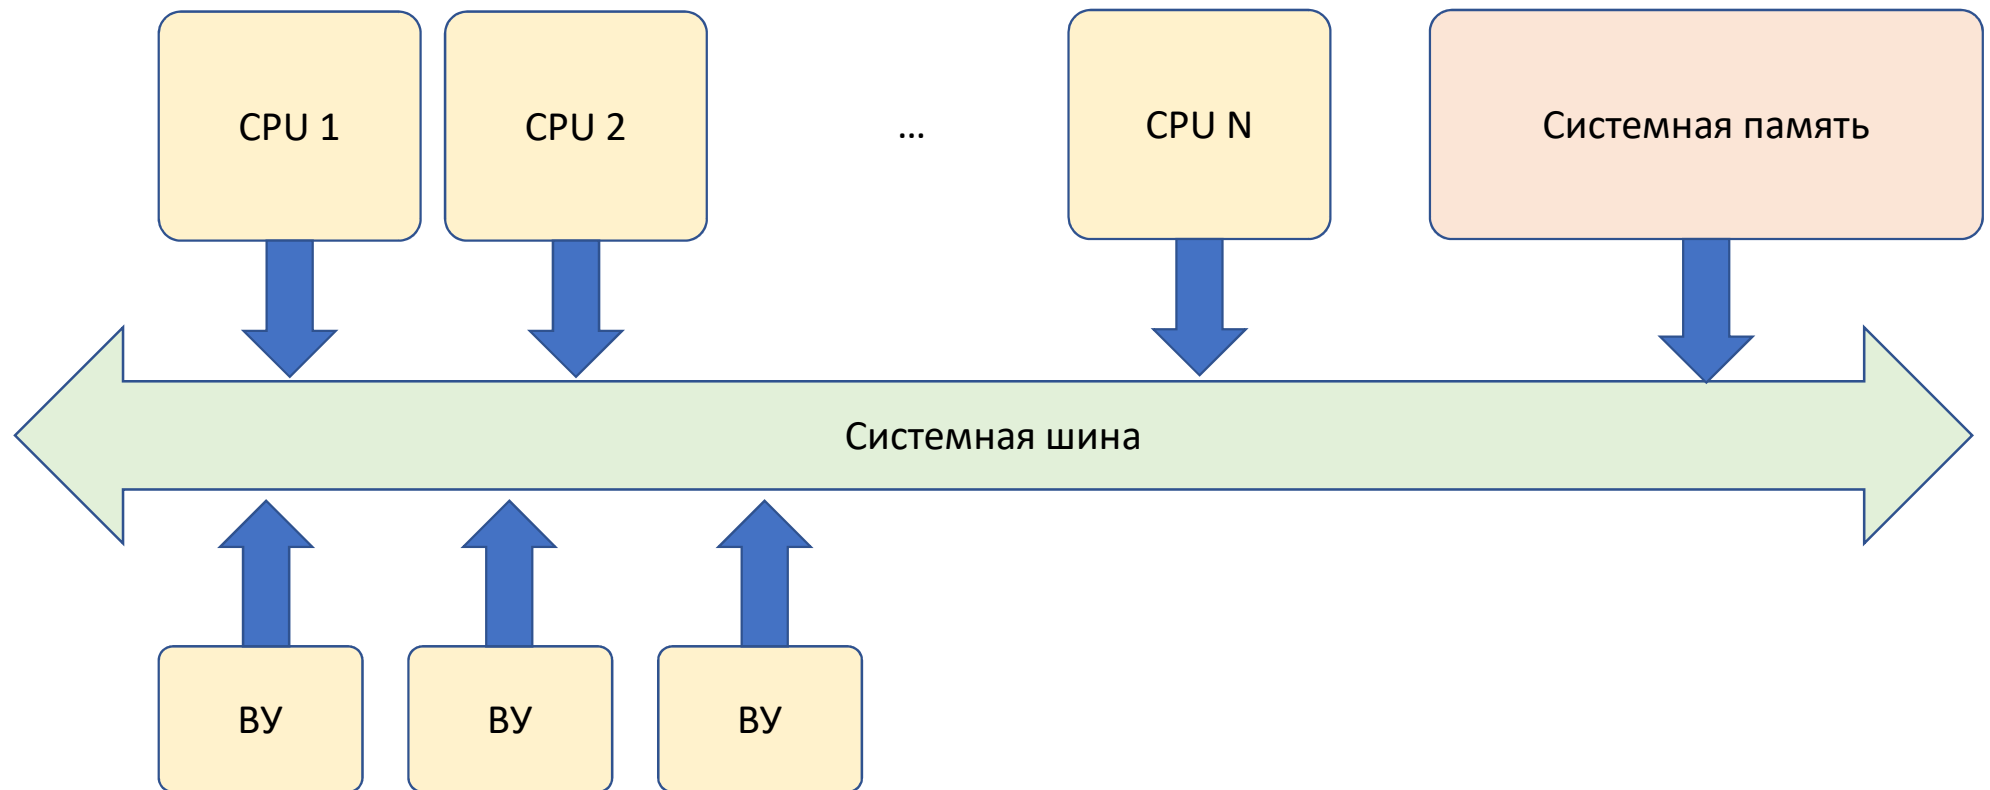 CPU 1
CPU 2
...
CPU N
Системная память
Системная шина
ВУ
ВУ
ВУ